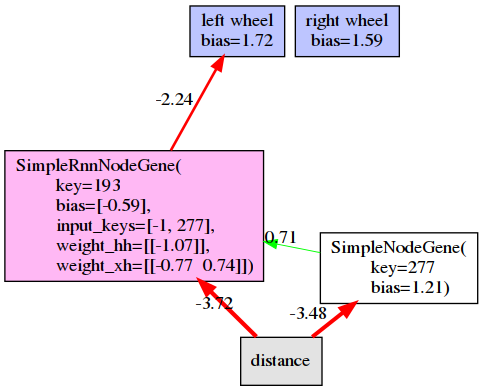 left wheel
bias=1.72
right wheel
bias=1.59
-2.24
SimpleRnnNodeGene(
key=193
bias=[-0.59],
input_keys=[-1, 277],
weight_hh=[[-1.07]],
weight_xh=[[-0.77 0.74]])
0.71
SimpleNodeGene(
key=277
bias=1.21)
-3.72
-3.48
distance